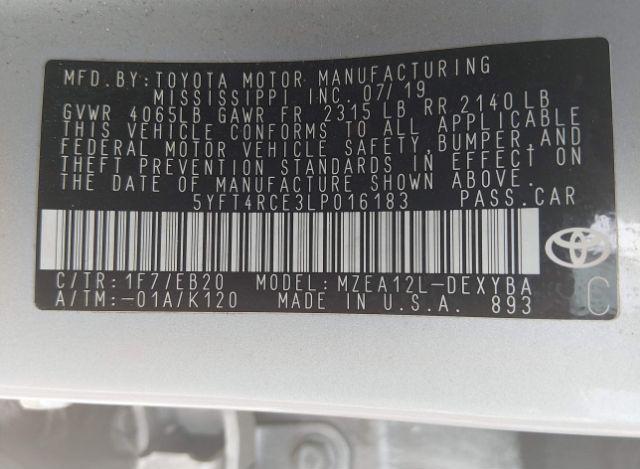 MFD.BY:TOYOTA MOTOR MANUFACTURING
MISSISSIPPI INC. 07/19
GVWR 4065LB GAWR FR 2315 LB RR 2140 LB
THIS VEHICLE CONFORMS TO ALL APPLICABLE
FEDERAL MOTOR VEHICLE SAFETY, BUMPER, AND
THEFT PREVENTION STANDARDS IN EFFECT ON
THE DATE OF MANUFACTURE SHOWN ABOVE.
5YFT4RCE3LP016183 PASS.CAR
C/TR:1F7/EB20 MODEL:MZEA12L-DEXYBA
A/TM:-01A/K120 MADE IN U.S.A. 893
C